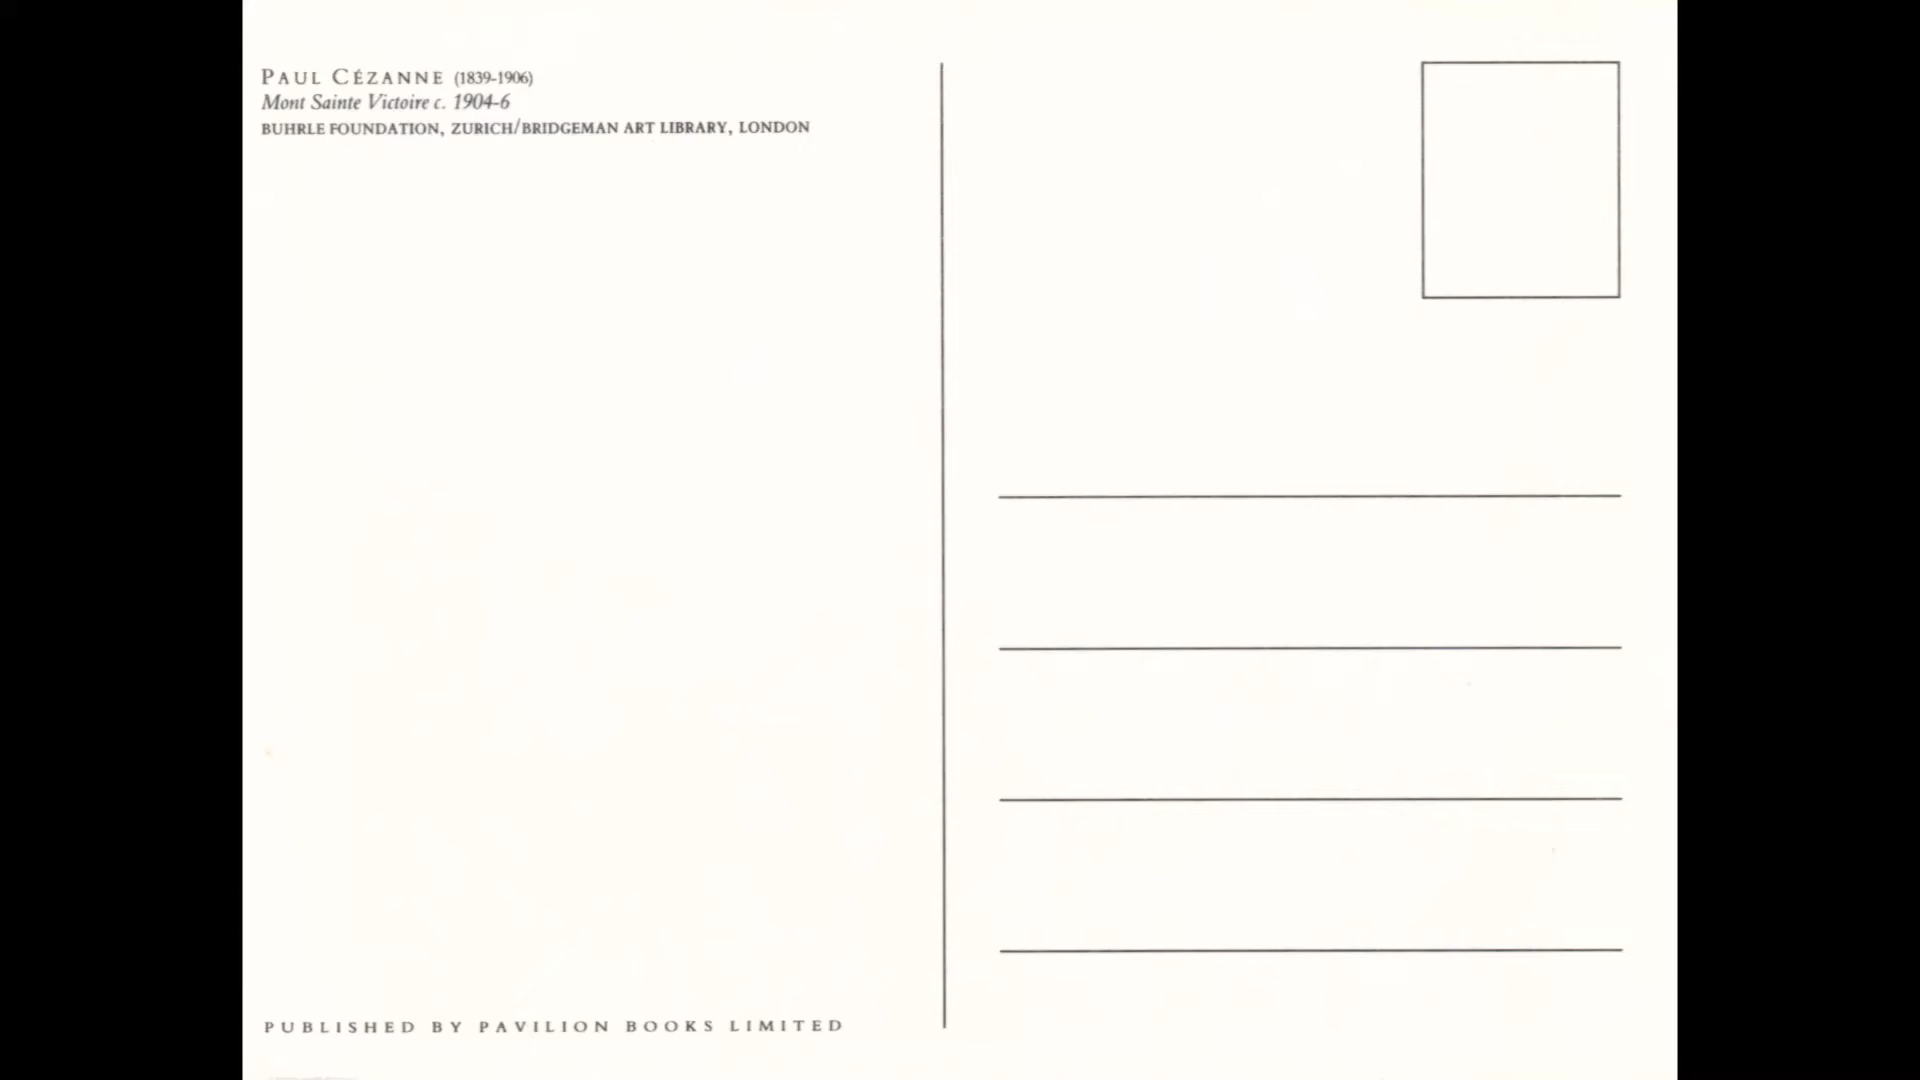 PAUL CÉZANNE (1839-1906)
Mont Sainte Victoire c. 1904-6
BUHRLE FOUNDATION, ZURICH/BRIDGEMAN ART LIBRARY, LONDON
PUBLISHED BY PAVILION BOOKS LIMITED